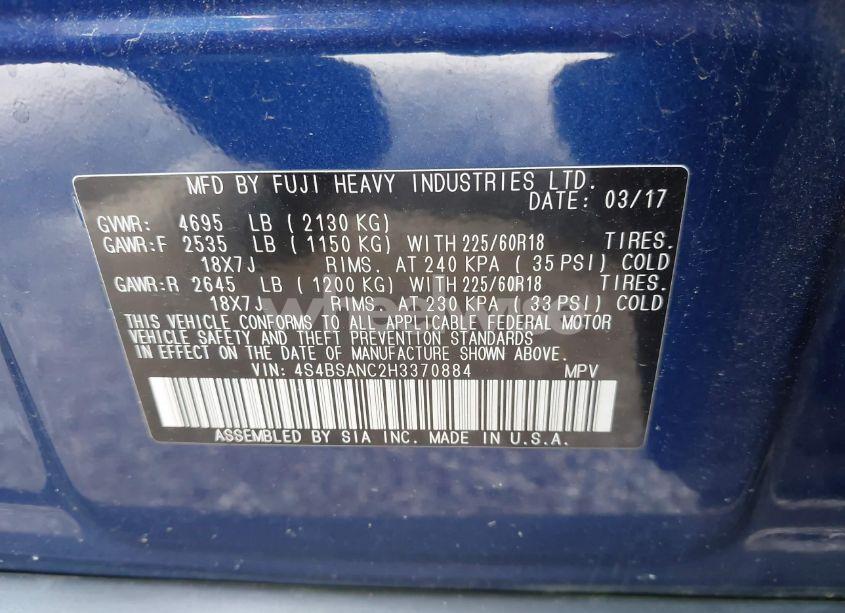 MFD BY FUJI HEAVY INDUSTRIES LTD.
DATE: 03/17
GVWR: 4695 LB ( 2130 KG)
GAWR:F 2535 LB ( 1150 KG) WITH 225/60R18 TIRES.
18X7J RIMS. AT 240 KPA ( 35 PSI) COLD
GAWR:R 2645 LB ( 1200 KG) WITH 225/60R18 TIRES.
18X7J RIMS. AT 230 KPA ( 33 PSI) COLD
wheelwise
THIS VEHICLE CONFORMS TO ALL APPLICABLE FEDERAL MOTOR
VEHICLE SAFETY AND THEFT PREVENTION STANDARDS
IN EFFECT ON THE DATE OF MANUFACTURE SHOWN ABOVE.
VIN: 4S4BSANC2H3370884 MPV
ASSEMBLED BY SIA INC. MADE IN U.S.A.